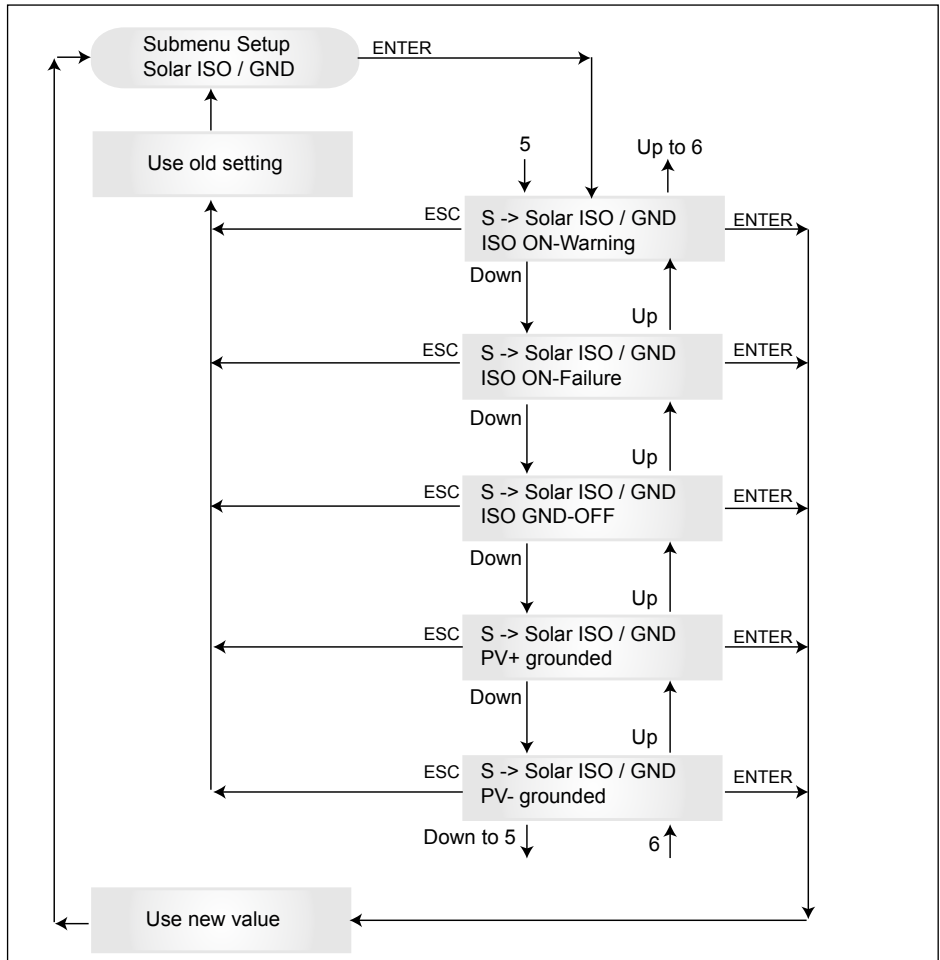 Submenu Setup
Solar ISO / GND
ENTER
Use old setting
5
Up to 6
ESC
S -> Solar ISO / GND
ISO ON-Warning
ENTER
Down
Up
ESC
S -> Solar ISO / GND
ISO ON-Failure
ENTER
Down
Up
ESC
S -> Solar ISO / GND
ISO GND-OFF
ENTER
Down
Up
ESC
S -> Solar ISO / GND
PV+ grounded
ENTER
Down
Up
ESC
S -> Solar ISO / GND
PV- grounded
ENTER
Down to 5
6
Use new value